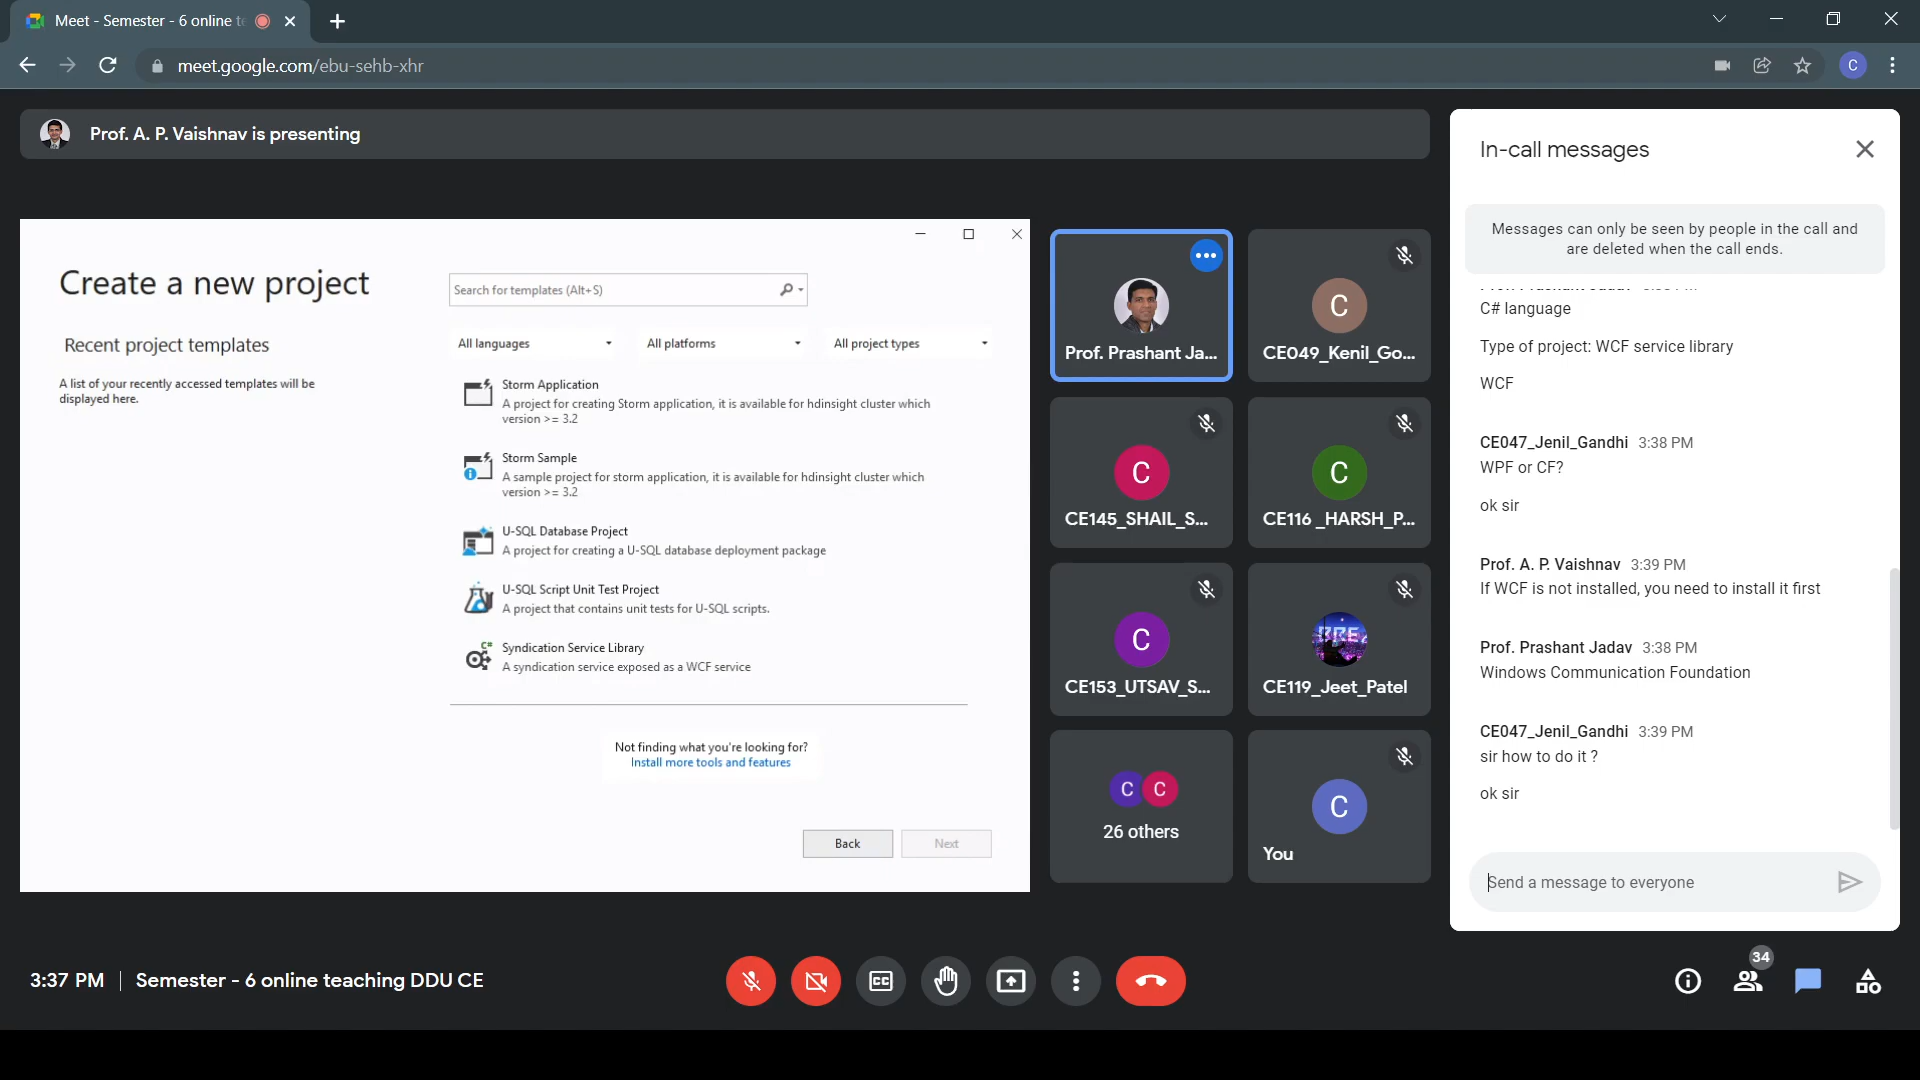 Meet - Semester - 6 online te
meet.google.com/ebu-sehb-xhr
C
Prof. A. P. Vaishnav is presenting
Create a new project
Search for templates (Alt+S)
Recent project templates
A list of your recently accessed templates will be
displayed here.
All languages
All platforms
All project types
Storm Application
A project for creating Storm application, it is available for hdinsight cluster which
version >= 3.2
Storm Sample
A sample project for storm application, it is available for hdinsight cluster which
version >= 3.2
U-SQL Database Project
A project for creating a U-SQL database deployment package
U-SQL Script Unit Test Project
A project that contains unit tests for U-SQL scripts.
C#
Syndication Service Library
A syndication service exposed as a WCF service
Not finding what you're looking for?
Install more tools and features
Back
Next
Prof. Prashant Ja...
C
CE049_Kenil_Go...
C
CE145_SHAIL_S...
C
CE116 _HARSH_P...
C
CE153_UTSAV_S...
CE119_Jeet_Patel
C C
26 others
C
You
In-call messages
Messages can only be seen by people in the call and
are deleted when the call ends.
C# language
Type of project: WCF service library
WCF
CE047_Jenil_Gandhi 3:38 PM
WPF or CF?
ok sir
Prof. A. P. Vaishnav 3:39 PM
If WCF is not installed, you need to install it first
Prof. Prashant Jadav 3:38 PM
Windows Communication Foundation
CE047_Jenil_Gandhi 3:39 PM
sir how to do it ?
ok sir
Send a message to everyone
3:37 PM | Semester - 6 online teaching DDU CE
CC
34